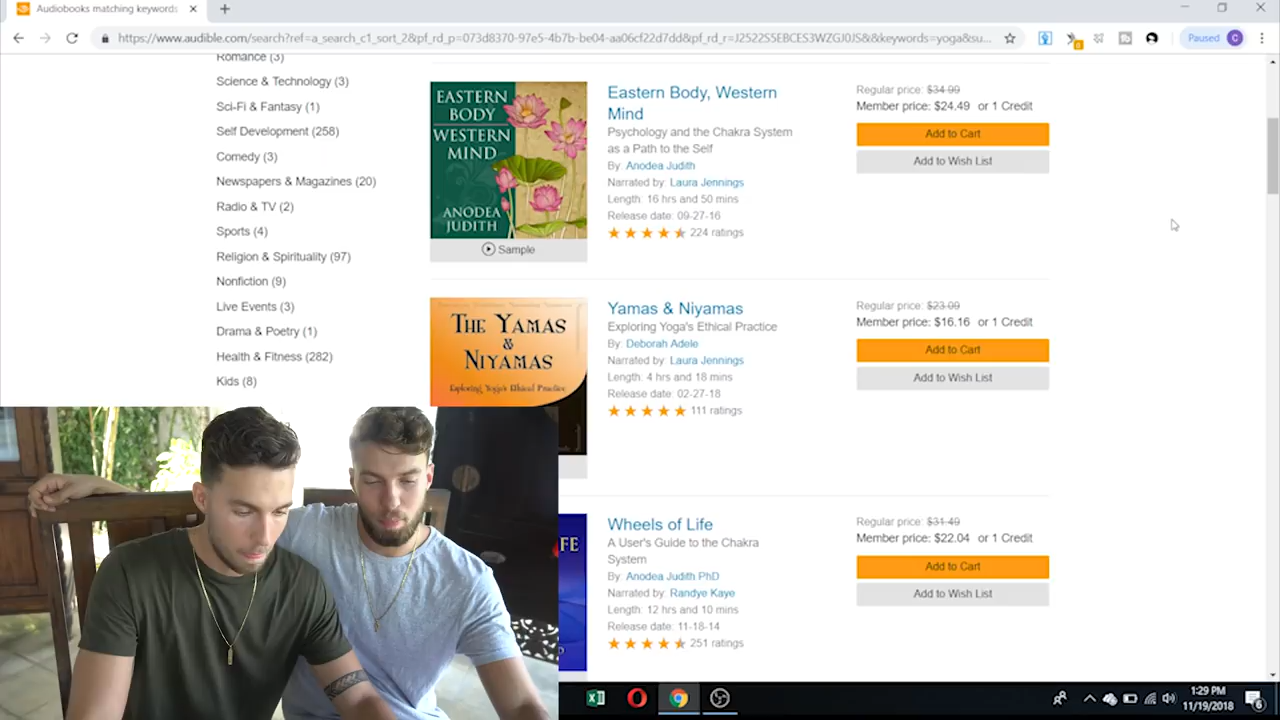 Audiobooks matching keywords
Paused
C
https://www.audible.com/search?ref=a_search_c1_sort_2&pf_rd_p=073d8370-97e5-4b7b-be04-aa06cf22d7dd&pf_rd_r=J2522S5EBCES3WZGJ0JS&i&keywords=yoga&su...
Romance (3)
Science & Technology (3)
Sci-Fi & Fantasy (1)
Self Development (258)
Comedy (3)
Newspapers & Magazines (20)
Radio & TV (2)
Sports (4)
Religion & Spirituality (97)
Nonfiction (9)
Live Events (3)
Drama & Poetry (1)
Health & Fitness (282)
Kids (8)
EASTERN
BODY
WESTERN
MIND
ANODEA
JUDITH
Sample
Eastern Body, Western
Mind
Psychology and the Chakra System
as a Path to the Self
By: Anodea Judith
Narrated by: Laura Jennings
Length: 16 hrs and 50 mins
Release date: 09-27-16
224 ratings
Regular price: $34.99
Member price: $24.49 or 1 Credit
Add to Cart
Add to Wish List
THE YAMAS
&
NIYAMAS
Exploring Yoga's Ethical Practice
Yamas & Niyamas
Exploring Yoga's Ethical Practice
By: Deborah Adele
Narrated by: Laura Jennings
Length: 4 hrs and 18 mins
Release date: 02-27-18
111 ratings
Regular price: $23.09
Member price: $16.16 or 1 Credit
Add to Cart
Add to Wish List
FE
Wheels of Life
A User's Guide to the Chakra
System
By: Anodea Judith PhD
Narrated by: Randye Kaye
Length: 12 hrs and 10 mins
Release date: 11-18-14
251 ratings
Regular price: $31.49
Member price: $22.04 or 1 Credit
Add to Cart
Add to Wish List
1:29 PM
11/19/2018
6